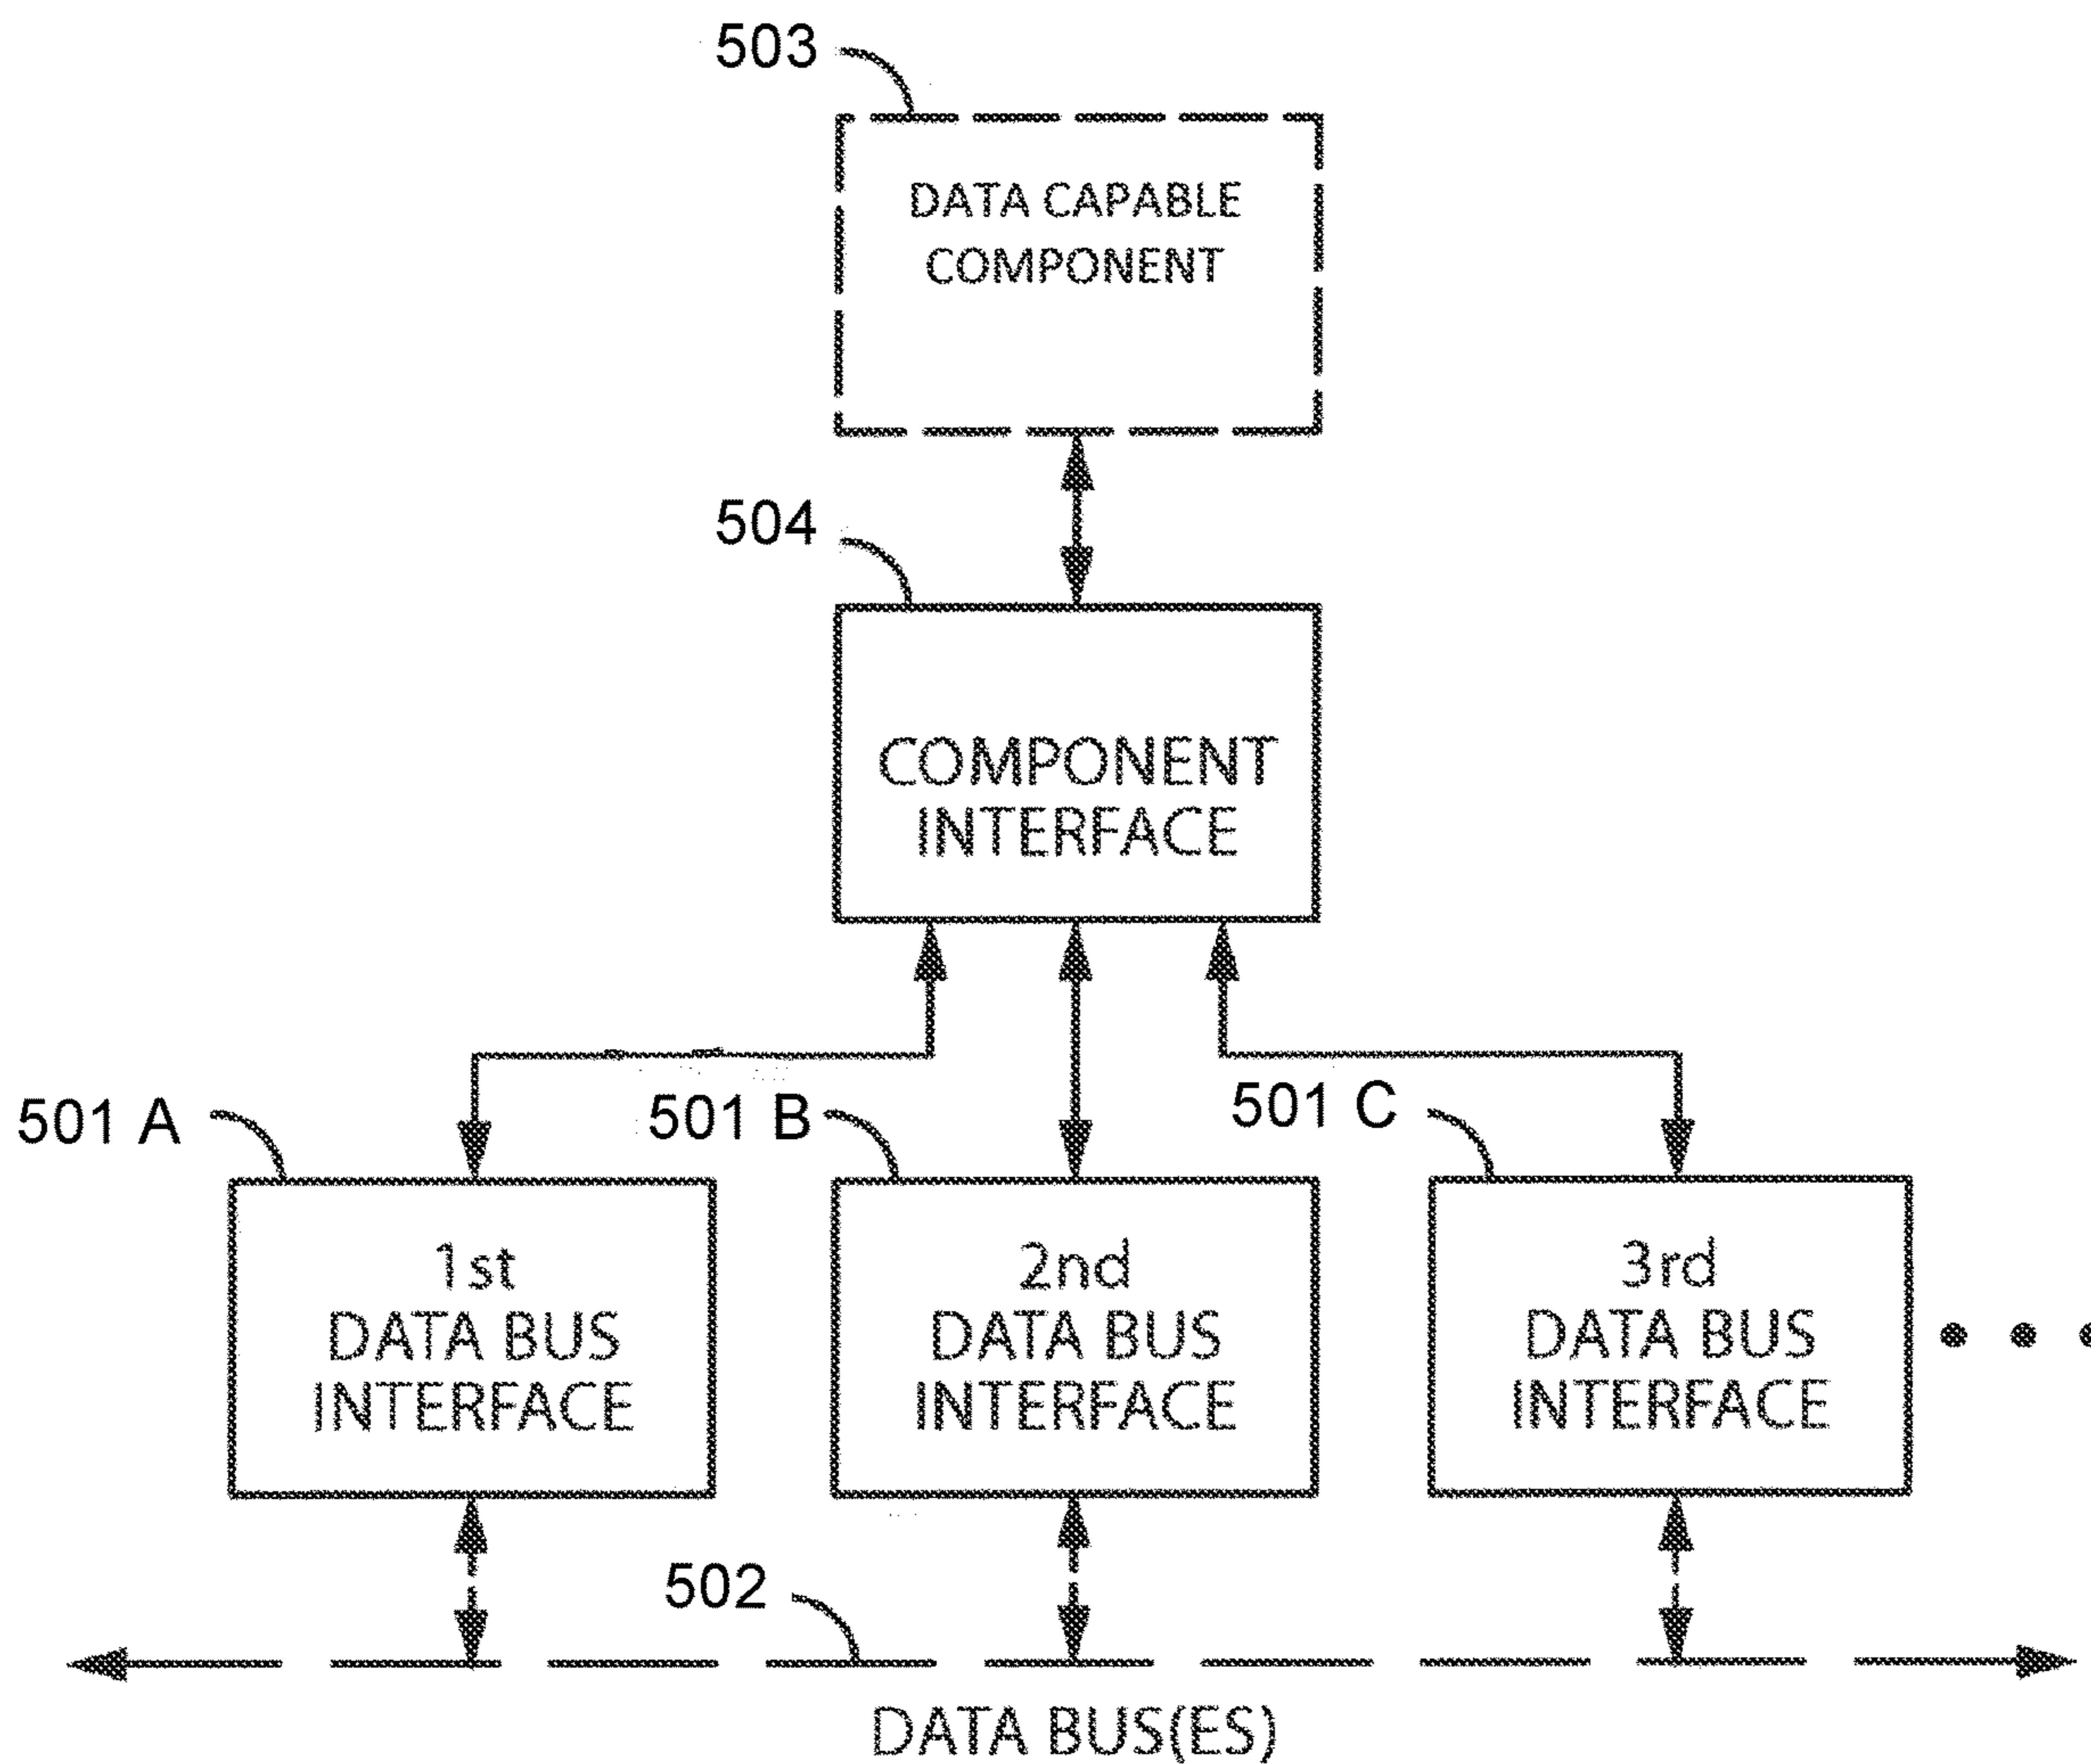 503
DATA CAPABLE
COMPONENT
504
COMPONENT
INTERFACE
501 A
501 B
501 C
1st
DATA BUS
INTERFACE
2nd
DATA BUS
INTERFACE
3rd
DATA BUS
INTERFACE
502
DATA BUS(ES)